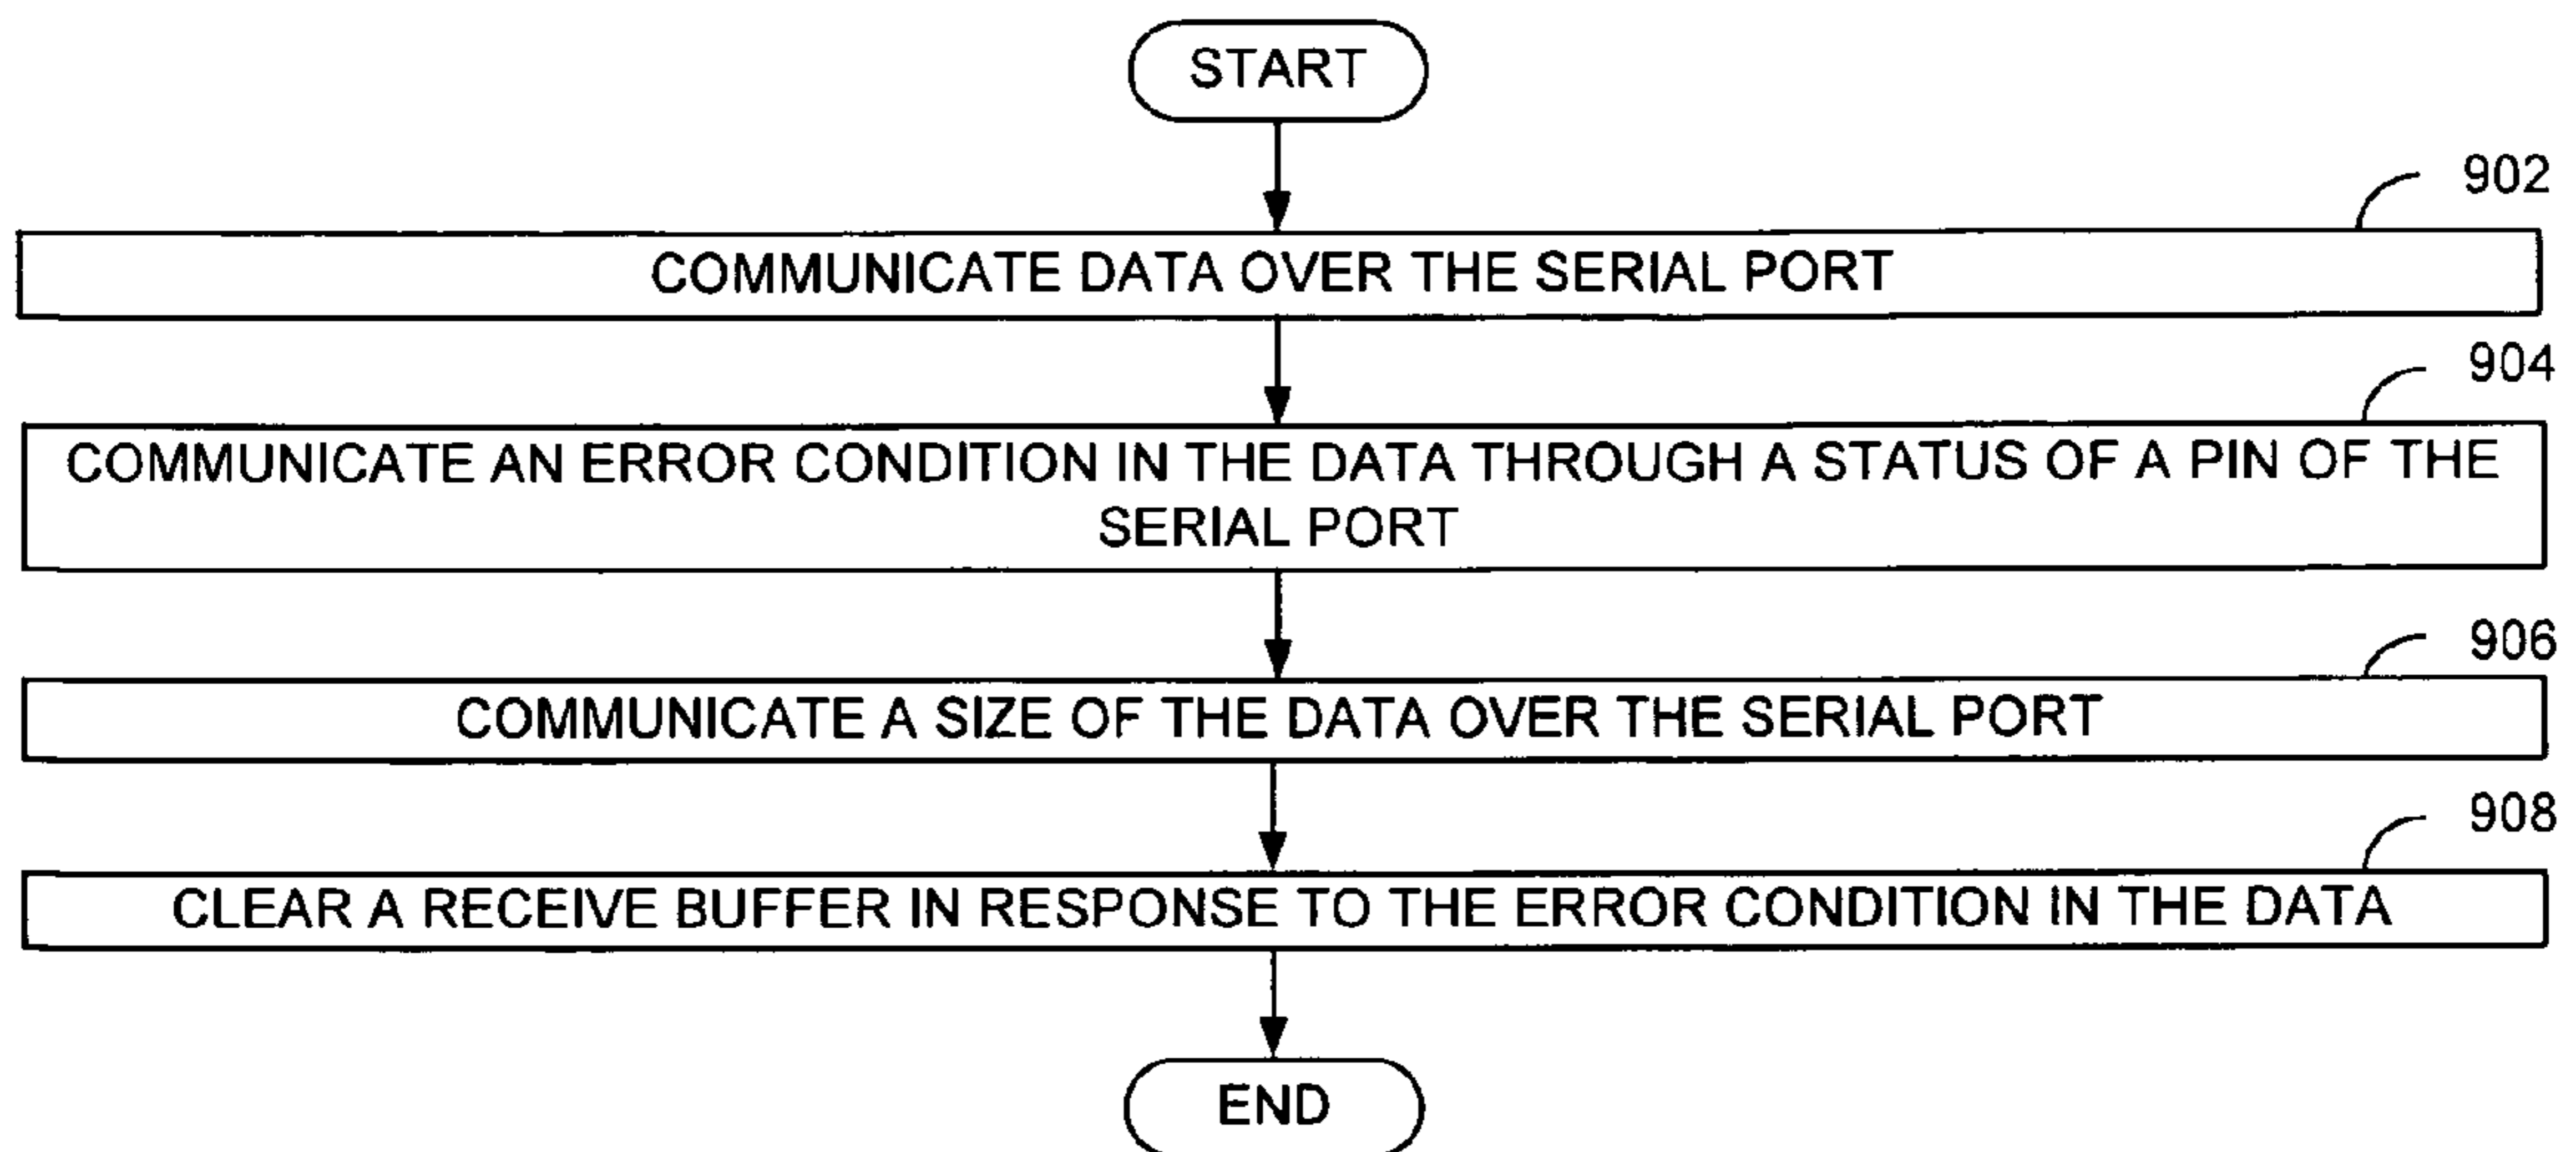 START
902
COMMUNICATE DATA OVER THE SERIAL PORT
904
COMMUNICATE AN ERROR CONDITION IN THE DATA THROUGH A STATUS OF A PIN OF THE
SERIAL PORT
906
COMMUNICATE A SIZE OF THE DATA OVER THE SERIAL PORT
908
CLEAR A RECEIVE BUFFER IN RESPONSE TO THE ERROR CONDITION IN THE DATA
END